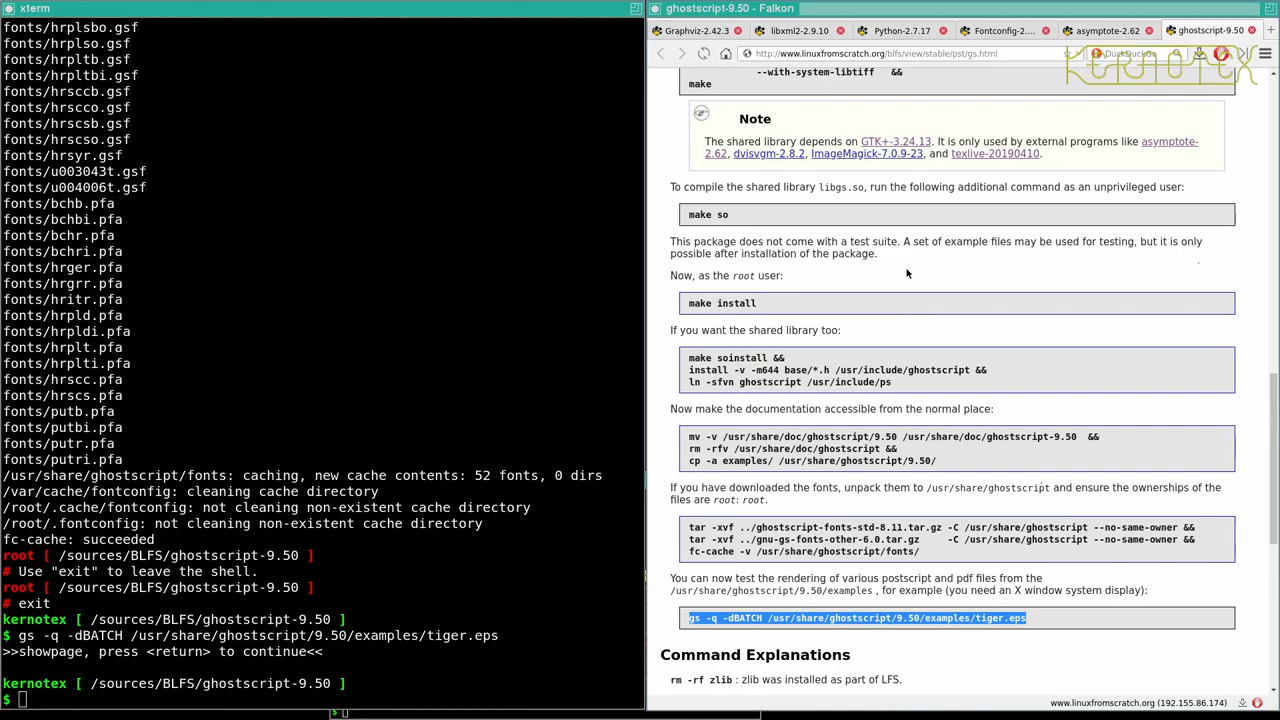 xterm
fonts/hrplsbo.gsf
fonts/hrplso.gsf
fonts/hrpltb.gsf
fonts/hrpltbi.gsf
fonts/hrsccb.gsf
fonts/hrscco.gsf
fonts/hrscsb.gsf
fonts/hrscso.gsf
fonts/hrsyr.gsf
fonts/u003043t.gsf
fonts/u004006t.gsf
fonts/bchb.pfa
fonts/bchbi.pfa
fonts/bchr.pfa
fonts/bchri.pfa
fonts/hrger.pfa
fonts/hrgrr.pfa
fonts/hritr.pfa
fonts/hrpld.pfa
fonts/hrpldi.pfa
fonts/hrplt.pfa
fonts/hrplti.pfa
fonts/hrscc.pfa
fonts/hrscs.pfa
fonts/putb.pfa
fonts/putbi.pfa
fonts/putr.pfa
fonts/putri.pfa
/usr/share/ghostscript/fonts: caching, new cache contents: 52 fonts, 0 dirs
/var/cache/fontconfig: cleaning cache directory
/root/.cache/fontconfig: not cleaning non-existent cache directory
/root/.fontconfig: not cleaning non-existent cache directory
fc-cache: succeeded
root [ /sources/BLFS/ghostscript-9.50 ]
# Use "exit" to leave the shell.
root [ /sources/BLFS/ghostscript-9.50 ]
# exit
kernotex [ /sources/BLFS/ghostscript-9.50 ]
$ gs -q -dBATCH /usr/share/ghostscript/9.50/examples/tiger.eps
>>showpage, press <return> to continue<<
kernotex [ /sources/BLFS/ghostscript-9.50 ]
$
$
ghostscript-9.50 - Falkon
Graphviz-2.42.3
libxml2-2.9.10
Python-2.7.17
Fontconfig-2....
asymptote-2.62
ghostscript-9.50
http://www.linuxfromscratch.org/blfs/view/stable/pst/gs.html
DuckDuckGo
KERNOTEX
--with-system-libtiff &&
make
Note
The shared library depends on GTK+-3.24.13. It is only used by external programs like asymptote-
2.62, dvisvgm-2.8.2, ImageMagick-7.0.9-23, and texlive-20190410.
To compile the shared library libgs.so, run the following additional command as an unprivileged user:
make so
This package does not come with a test suite. A set of example files may be used for testing, but it is only
possible after installation of the package.
Now, as the root user:
make install
If you want the shared library too:
make soinstall &&
install -v -m644 base/*.h /usr/include/ghostscript &&
ln -sfvn ghostscript /usr/include/ps
Now make the documentation accessible from the normal place:
mv -v /usr/share/doc/ghostscript/9.50 /usr/share/doc/ghostscript-9.50 &&
rm -rfv /usr/share/doc/ghostscript &&
cp -a examples/ /usr/share/ghostscript/9.50/
If you have downloaded the fonts, unpack them to /usr/share/ghostscript and ensure the ownerships of the
files are root: root.
tar -xvf ../ghostscript-fonts-std-8.11.tar.gz -C /usr/share/ghostscript --no-same-owner &&
tar -xvf ../gnu-gs-fonts-other-6.0.tar.gz -C /usr/share/ghostscript --no-same-owner &&
fc-cache -v /usr/share/ghostscript/fonts/
You can now test the rendering of various postscript and pdf files from the
/usr/share/ghostscript/9.50/examples , for example (you need an X window system display):
gs -q -dBATCH /usr/share/ghostscript/9.50/examples/tiger.eps
Command Explanations
rm -rf zlib : zlib was installed as part of LFS.
www.linuxfromscratch.org (192.155.86.174)